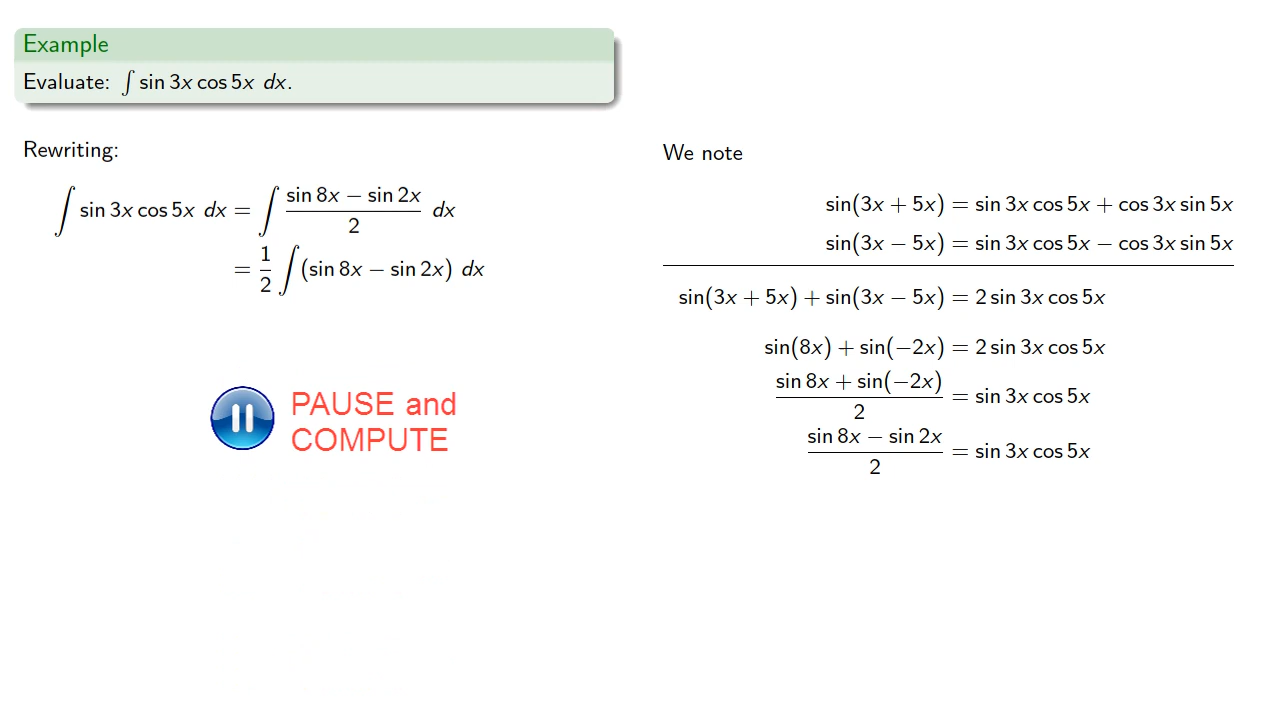 Example
Evaluate: ∫ sin 3x cos 5x dx.
Rewriting:
∫ sin 3x cos 5x dx = ∫ (sin 8x − sin 2x)/2 dx
= 1/2 ∫ (sin 8x − sin 2x) dx
PAUSE and
COMPUTE
We note
sin(3x + 5x) = sin 3x cos 5x + cos 3x sin 5x
sin(3x − 5x) = sin 3x cos 5x − cos 3x sin 5x
sin(3x + 5x) + sin(3x − 5x) = 2 sin 3x cos 5x
sin(8x) + sin(−2x) = 2 sin 3x cos 5x
(sin 8x + sin(−2x))/2 = sin 3x cos 5x
(sin 8x − sin 2x)/2 = sin 3x cos 5x